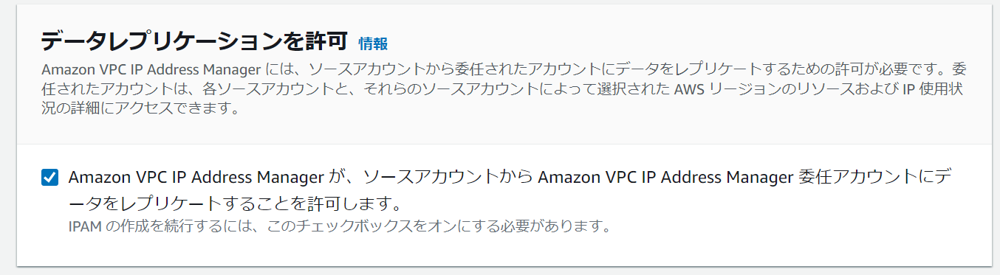 データレプリケーションを許可 情報
Amazon VPC IP Address Manager には、ソースアカウントから委任されたアカウントにデータをレプリケートするための許可が必要です。委
任されたアカウントは、各ソースアカウントと、それらのソースアカウントによって選択された AWS リージョンのリソースおよび IP 使用状
況の詳細にアクセスできます。
Amazon VPC IP Address Manager が、ソースアカウントから Amazon VPC IP Address Manager 委任アカウントにデ
ータをレプリケートすることを許可します。
IPAM の作成を続行するには、このチェックボックスをオンにする必要があります。